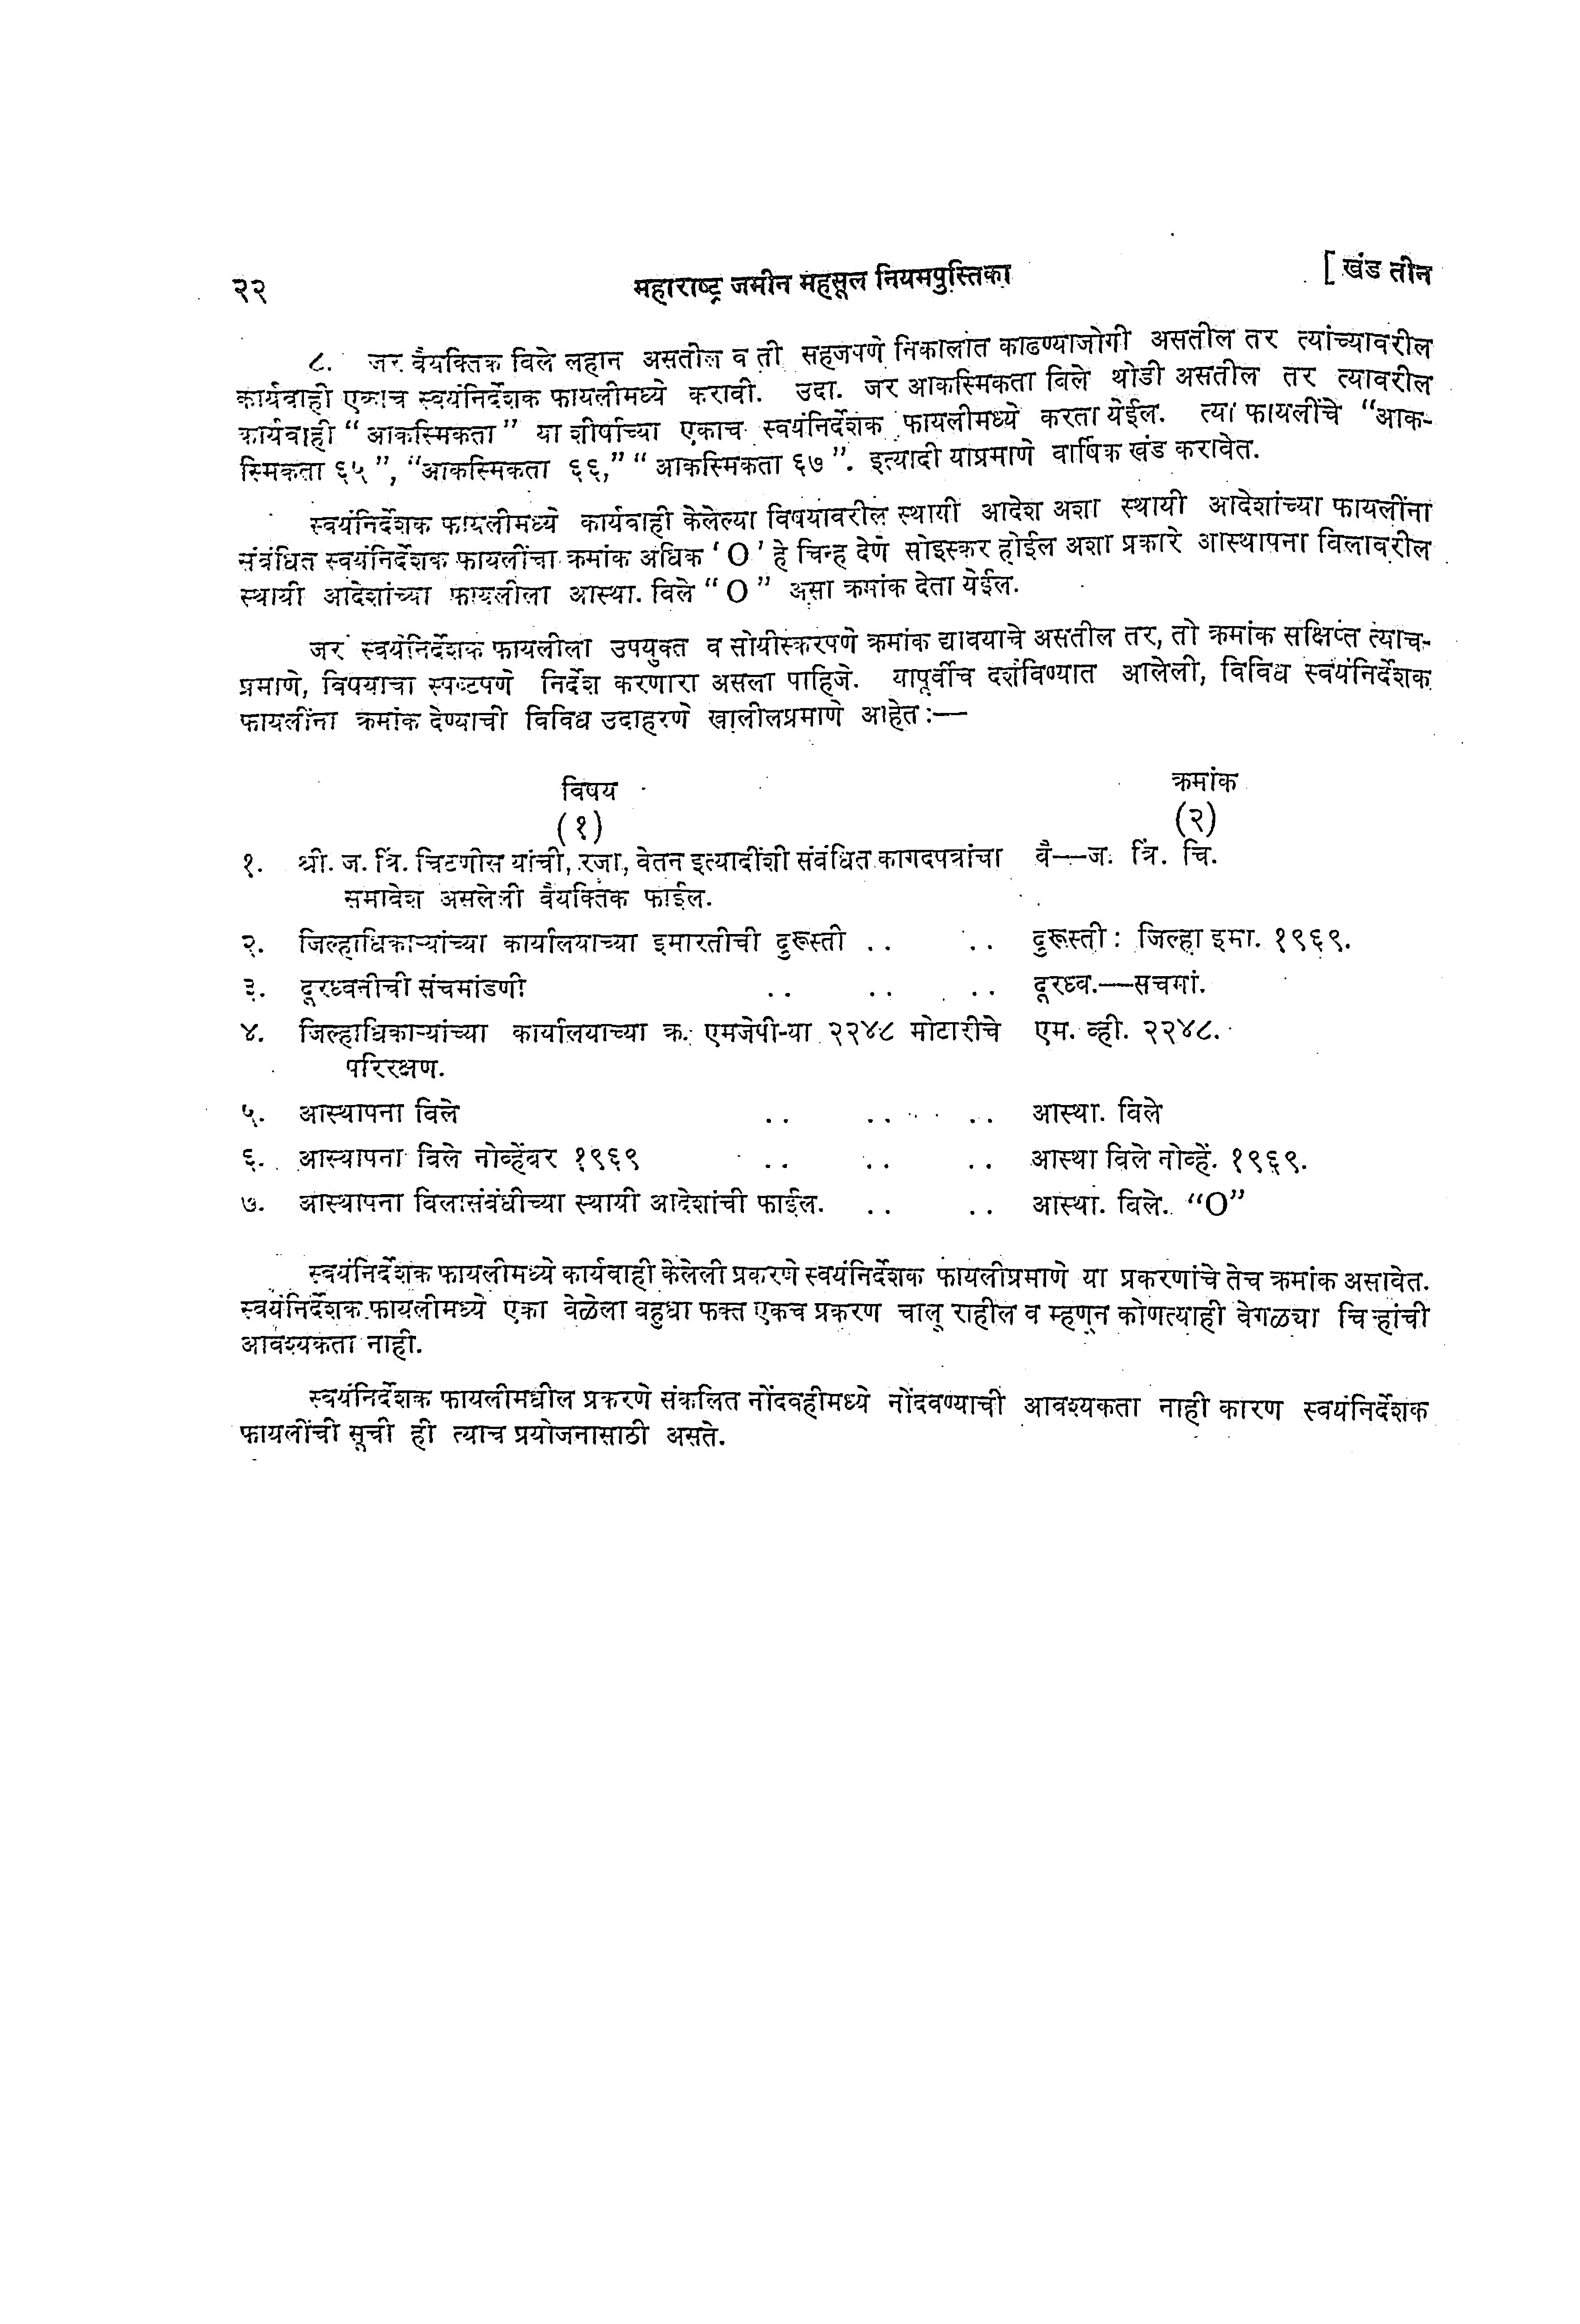 २२ महाराष्ट्र जमीन महसूल नियमपुस्तिका [ खंड तीन
८. जर वैयक्तिक बिले लहान असतील व ती सहजपणे निकालांत काढण्याजोगी असतील तर त्यांच्यावरील
कार्यवाही एकाच स्वयंनिर्देशक फायलीमध्ये करावी. उदा. जर आकस्मिकता बिले थोडी असतील तर त्यावरील
कार्यवाही “ आकस्मिकता ” या शीर्षाच्या एकाच स्वयंनिर्देशक फायलीमध्ये करता येईल. त्या फायलींचे “आक-
स्मिकता ६५ ”, “आकस्मिकता ६६,” “ आकस्मिकता ६७ ”. इत्यादी याप्रमाणे वार्षिक खंड करावेत.
स्वयंनिर्देशक फायलीमध्ये कार्यवाही केलेल्या विषयावरील स्थायी आदेश अशा स्थायी आदेशांच्या फायलींना
संबंधित स्वयंनिर्देशक फायलींचा क्रमांक अधिक ‘ O ’ हे चिन्ह देणे सोइस्कर होईल अशा प्रकारे आस्थापना बिलावरील
स्थायी आदेशांच्या फायलीला आस्था. बिले “ O ” असा क्रमांक देता येईल.
जर स्वयंनिर्देशक फायलीला उपयुक्त व सोयीस्करपणे क्रमांक द्यावयाचे असतील तर, तो क्रमांक सक्षिप्त त्याच-
प्रमाणे, विषयाचा स्पष्टपणे निर्देश करणारा असला पाहिजे. यापूर्वीच दर्शविण्यात आलेली, विविध स्वयंनिर्देशक
फायलींना क्रमांक देण्याची विविध उदाहरणे खालीलप्रमाणे आहेत :—
विषय क्रमांक
(१) (२)
१. श्री. ज. त्रिं. चिटणीस यांची, रजा, वेतन इत्यादींशी संबंधित कागदपत्रांचा वै—ज. त्रिं. चि.
समावेश असलेली वैयक्तिक फाईल.
२. जिल्हाधिकाऱ्यांच्या कार्यालयाच्या इमारतीची दुरूस्ती .. .. दुरूस्ती : जिल्हा इमा. १९६९.
३. दूरध्वनीची संचमांडणी .. .. .. दूरध्व.—सचमां.
४. जिल्हाधिकाऱ्यांच्या कार्यालयाच्या क्र. एमजेपी-या २२४८ मोटारीचे एम. व्ही. २२४८.
परिरक्षण.
५. आस्थापना बिले .. .. .. आस्था. बिले
६. आस्थापना बिले नोव्हेंबर १९६९ .. .. .. आस्था बिले नोव्हें. १९६९.
७. आस्थापना बिलासंबंधीच्या स्थायी आदेशांची फाईल. .. .. आस्था. बिले. “O”
स्वयंनिर्देशक फायलीमध्ये कार्यवाही केलेली प्रकरणे स्वयंनिर्देशक फायलीप्रमाणे या प्रकरणांचे तेच क्रमांक असावेत.
स्वयंनिर्देशक फायलीमध्ये एका वेळेला बहुधा फक्त एकच प्रकरण चालू राहील व म्हणून कोणत्याही वेगळ्या चिन्हांची
आवश्यकता नाही.
स्वयंनिर्देशक फायलीमधील प्रकरणे संकलित नोंदवहीमध्ये नोंदवण्याची आवश्यकता नाही कारण स्वयंनिर्देशक
फायलींची सूची ही त्याच प्रयोजनासाठी असते.